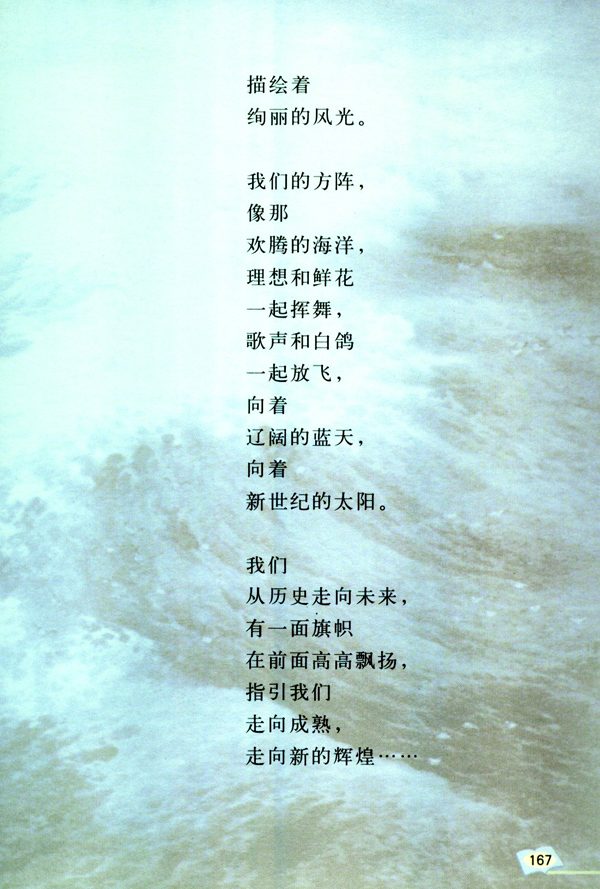 描绘着
绚丽的风光。
我们的方阵，
像那
欢腾的海洋，
理想和鲜花
一起挥舞，
歌声和白鸽
一起放飞，
向着
辽阔的蓝天，
向着
新世纪的太阳。
我们
从历史走向未来，
有一面旗帜
在前面高高飘扬，
指引我们
走向成熟，
走向新的辉煌……
167